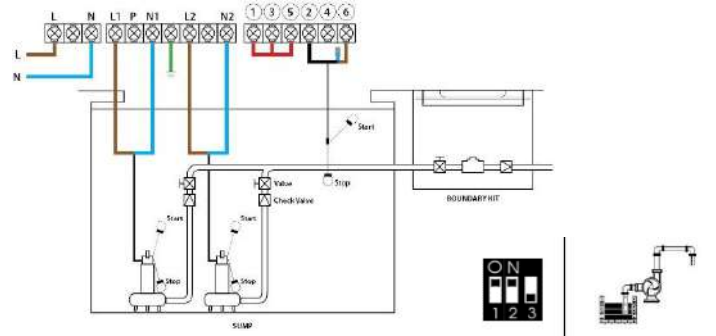 L N L1 P N1 L2 N2 1 3 5 2 4 6
L
N
Start
Stop
Valve
Check Valve
Start
Start
Stop
Stop
BOUNDARY KIT
SUMP
ON
1 2 3